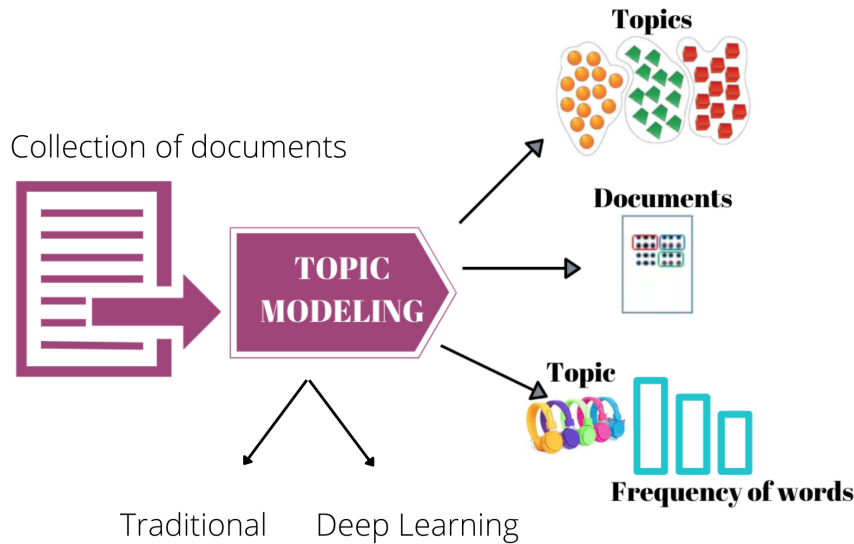 Topics
Collection of documents
Documents
TOPIC
MODELING
Topic
Frequency of words
Traditional
Deep Learning